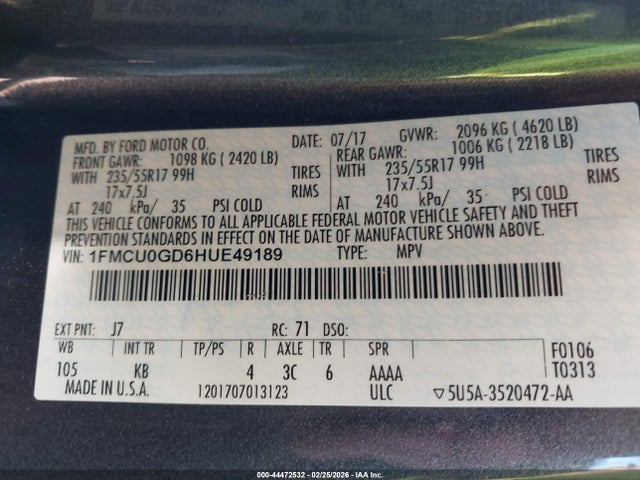 MFD. BY FORD MOTOR CO. DATE: 07/17 GVWR: 2096 KG ( 4620 LB)
FRONT GAWR: 1098 KG ( 2420 LB) REAR GAWR: 1006 KG ( 2218 LB)
WITH 235/55R17 99H TIRES WITH 235/55R17 99H TIRES
17x7.5J RIMS 17x7.5J RIMS
AT 240 kPa/ 35 PSI COLD AT 240 kPa/ 35 PSI COLD
THIS VEHICLE CONFORMS TO ALL APPLICABLE FEDERAL MOTOR VEHICLE SAFETY AND THEFT
PREVENTION STANDARDS IN EFFECT ON THE DATE OF MANUFACTURE SHOWN ABOVE.
VIN: 1FMCU0GD6HUE49189 TYPE: MPV
EXT PNT: J7 RC: 71 DSO:
WB INT TR TP/PS R AXLE TR SPR F0106
105 KB 4 3C 6 AAAA T0313
MADE IN U.S.A. 1201707013123 ULC ▽5U5A-3520472-AA
000-44472532 - 02/25/2026 - IAA Inc.